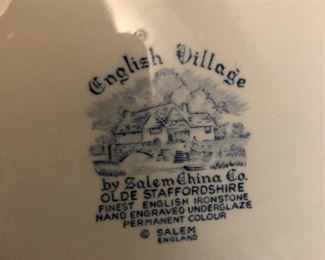 English Village
by Salem China Co.
OLDE STAFFORDSHIRE
FINEST ENGLISH IRONSTONE
HAND ENGRAVED UNDERGLAZE
PERMANENT COLOUR
© SALEM
ENGLAND